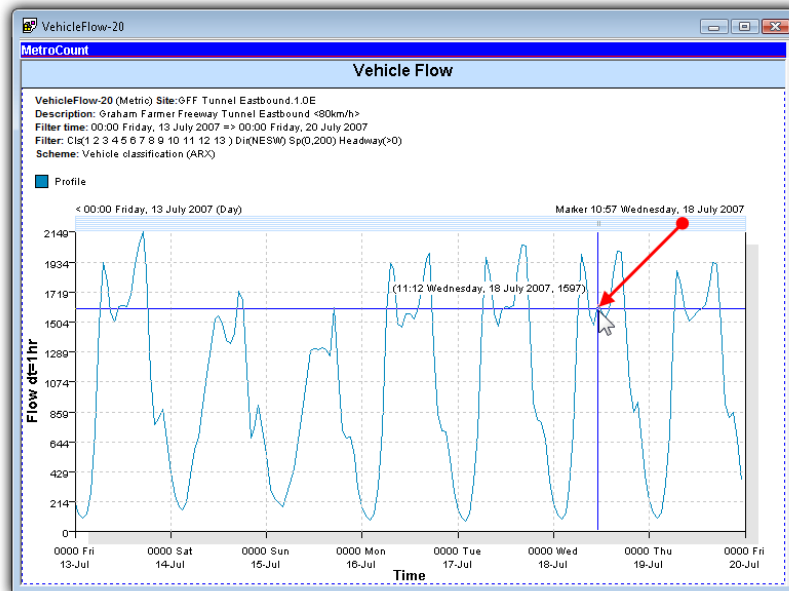 VehicleFlow-20
MetroCount
Vehicle Flow
VehicleFlow-20 (Metric) Site:GFF Tunnel Eastbound.1.0E
Description: Graham Farmer Freeway Tunnel Eastbound <80km/h>
Filter time: 00:00 Friday, 13 July 2007 => 00:00 Friday, 20 July 2007
Filter: Cls(1 2 3 4 5 6 7 8 9 10 11 12 13 ) Dir(NESW) Sp(0,200) Headway(>0)
Scheme: Vehicle classification (ARX)
Profile
< 00:00 Friday, 13 July 2007 (Day) Marker 10:57 Wednesday, 18 July 2007
2149
1934
1719
(11:12 Wednesday, 18 July 2007, 1597)
1504
1289
1074
859
644
429
214
0
Flow dt=1hr
0000 Fri 0000 Sat 0000 Sun 0000 Mon 0000 Tue 0000 Wed 0000 Thu 0000 Fri
13-Jul 14-Jul 15-Jul 16-Jul 17-Jul 18-Jul 19-Jul 20-Jul
Time